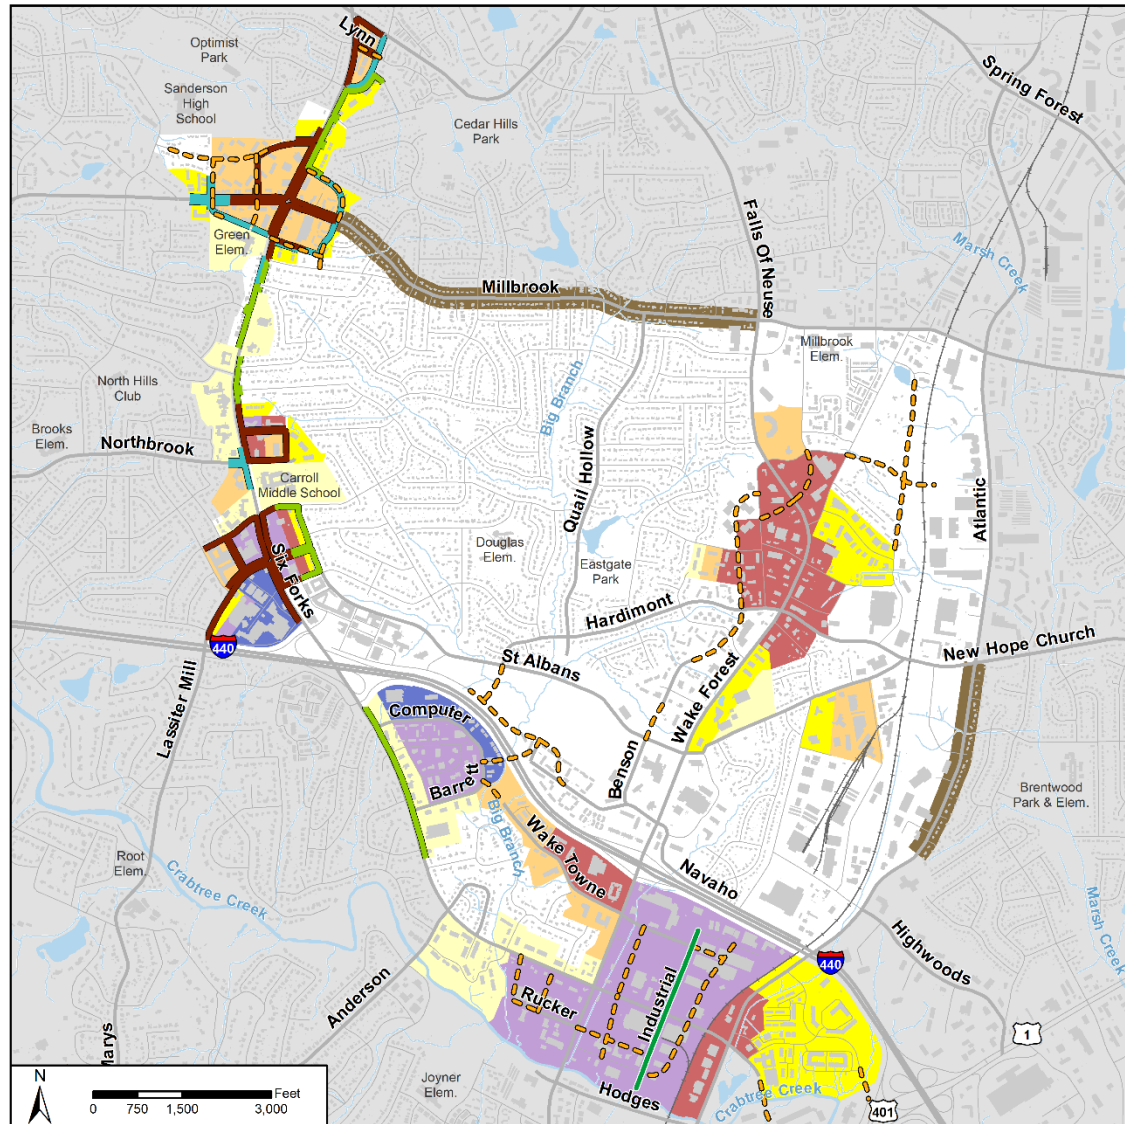 Optimist
Park
Lynn
Sanderson
High
School
Cedar Hills
Park
Spring Forest
Falls Of Neuse
Marsh Creek
Green
Elem.
Millbrook
Millbrook
Elem.
North Hills
Club
Big Branch
Brooks
Elem.
Northbrook
Quail Hollow
Carroll
Middle School
Atlantic
Six Forks
Douglas
Elem.
Eastgate
Park
Hardimont
440
New Hope Church
St Albans
Wake Forest
Lassiter Mill
Computer
Barrett
Benson
Big Branch
Wake Towne
Brentwood
Park & Elem.
Root
Elem.
Crabtree Creek
Navaho
Marsh Creek
Highwoods
440
Anderson
Rucker
Industrial
1
Marys
Hodges
Joyner
Elem.
Crabtree Creek
401
N
Feet
0 750 1,500 3,000